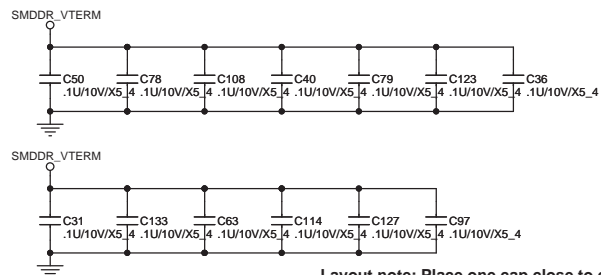 SMDDR_VTERM
C50 C78 C108 C40 C79 C123 C36
.1U/10V/X5_4 .1U/10V/X5_4 .1U/10V/X5_4 .1U/10V/X5_4 .1U/10V/X5_4 .1U/10V/X5_4 .1U/10V/X5_4
SMDDR_VTERM
C31 C133 C63 C114 C127 C97
.1U/10V/X5_4 .1U/10V/X5_4 .1U/10V/X5_4 .1U/10V/X5_4 .1U/10V/X5_4 .1U/10V/X5_4
Layout note: Place one cap close to